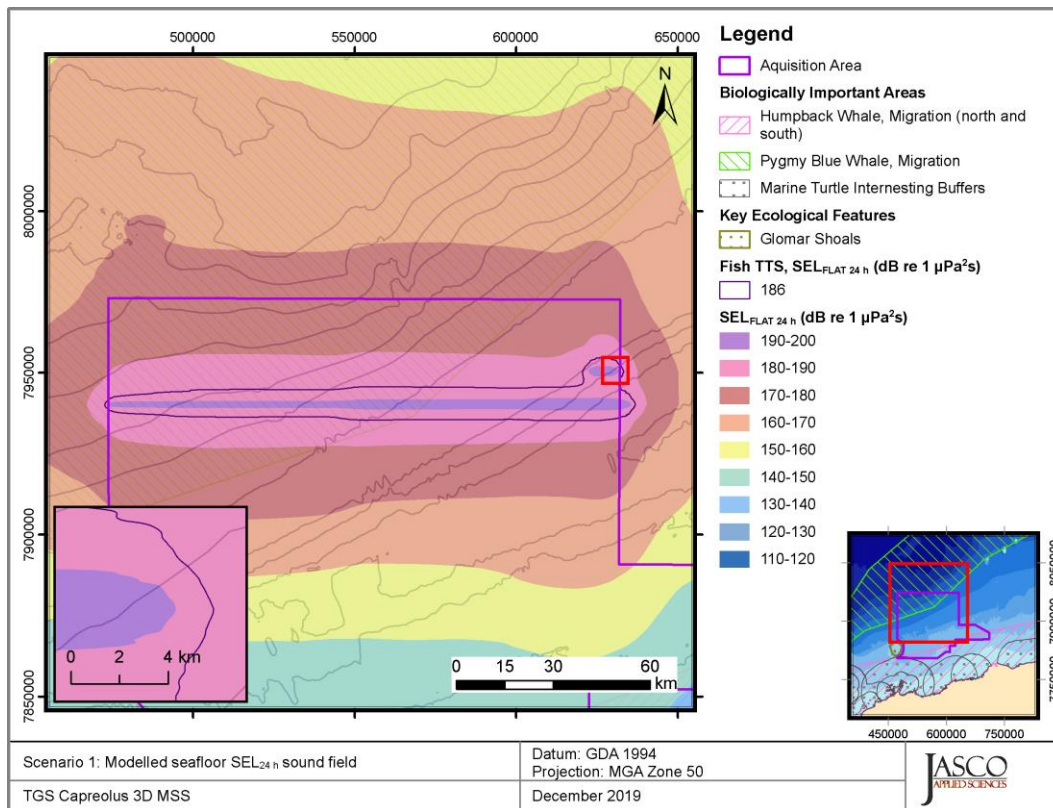 500000 550000 600000 650000
8000000
7950000
7900000
7850000
N
0 2 4 km
0 15 30 60
km
Legend
Aquisition Area
Biologically Important Areas
Humpback Whale, Migration (north and
south)
Pygmy Blue Whale, Migration
Marine Turtle Internesting Buffers
Key Ecological Features
Glomar Shoals
Fish TTS, SELFLAT 24 h (dB re 1 µPa²s)
186
SELFLAT 24 h (dB re 1 µPa²s)
190-200
180-190
170-180
160-170
150-160
140-150
130-140
120-130
110-120
8050000
7900000
7750000
450000 600000 750000
Scenario 1: Modelled seafloor SEL24 h sound field
Datum: GDA 1994
Projection: MGA Zone 50
TGS Capreolus 3D MSS
December 2019
JASCO
APPLIED SCIENCES